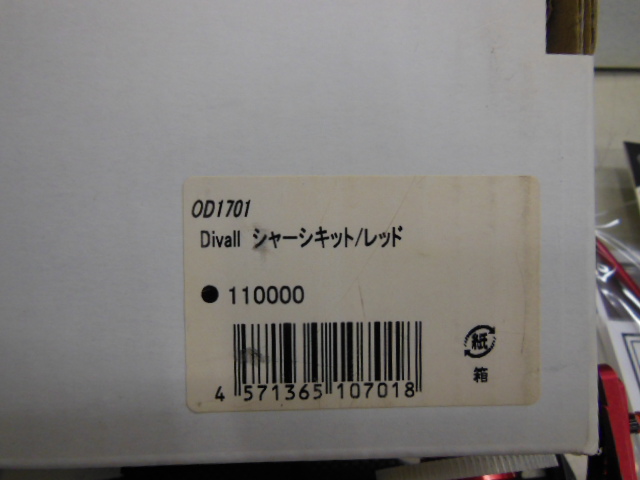 OD1701
Divall シャーシキット/レッド
● 110000
4 571365 107018
紙
箱